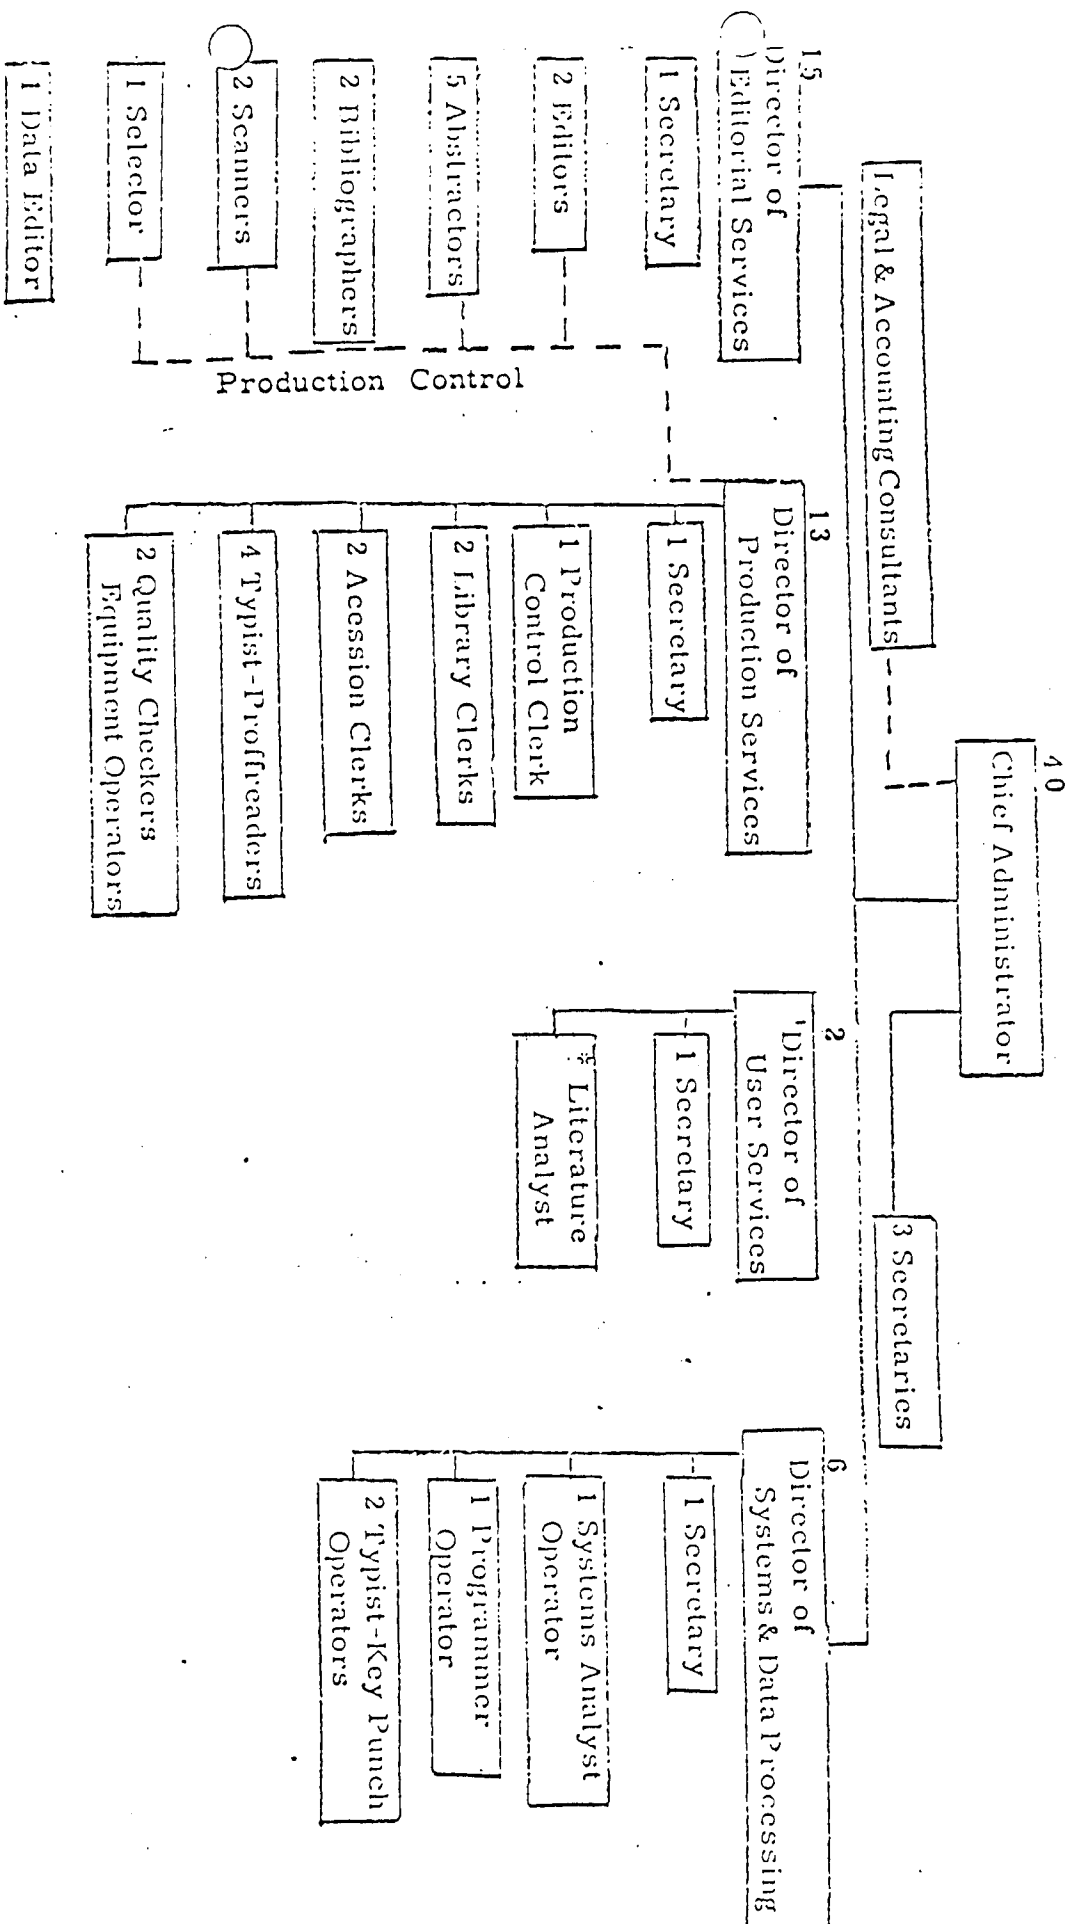 40
Chief Administrator
Legal & Accounting Consultants
3 Secretaries
15
Director of
Editorial Services
1 Secretary
2 Editors
5 Abstractors
2 Bibliographers
2 Scanners
1 Selector
1 Data Editor
Production Control
13
Director of
Production Services
1 Secretary
1 Production
Control Clerk
2 Library Clerks
2 Acession Clerks
4 Typist-Proffreaders
2 Quality Checkers
Equipment Operators
2
Director of
User Services
1 Secretary
* Literature
Analyst
6
Director of
Systems & Data Processing
1 Secretary
1 Systems Analyst
Operator
1 Programmer
Operator
2 Typist-Key Punch
Operators